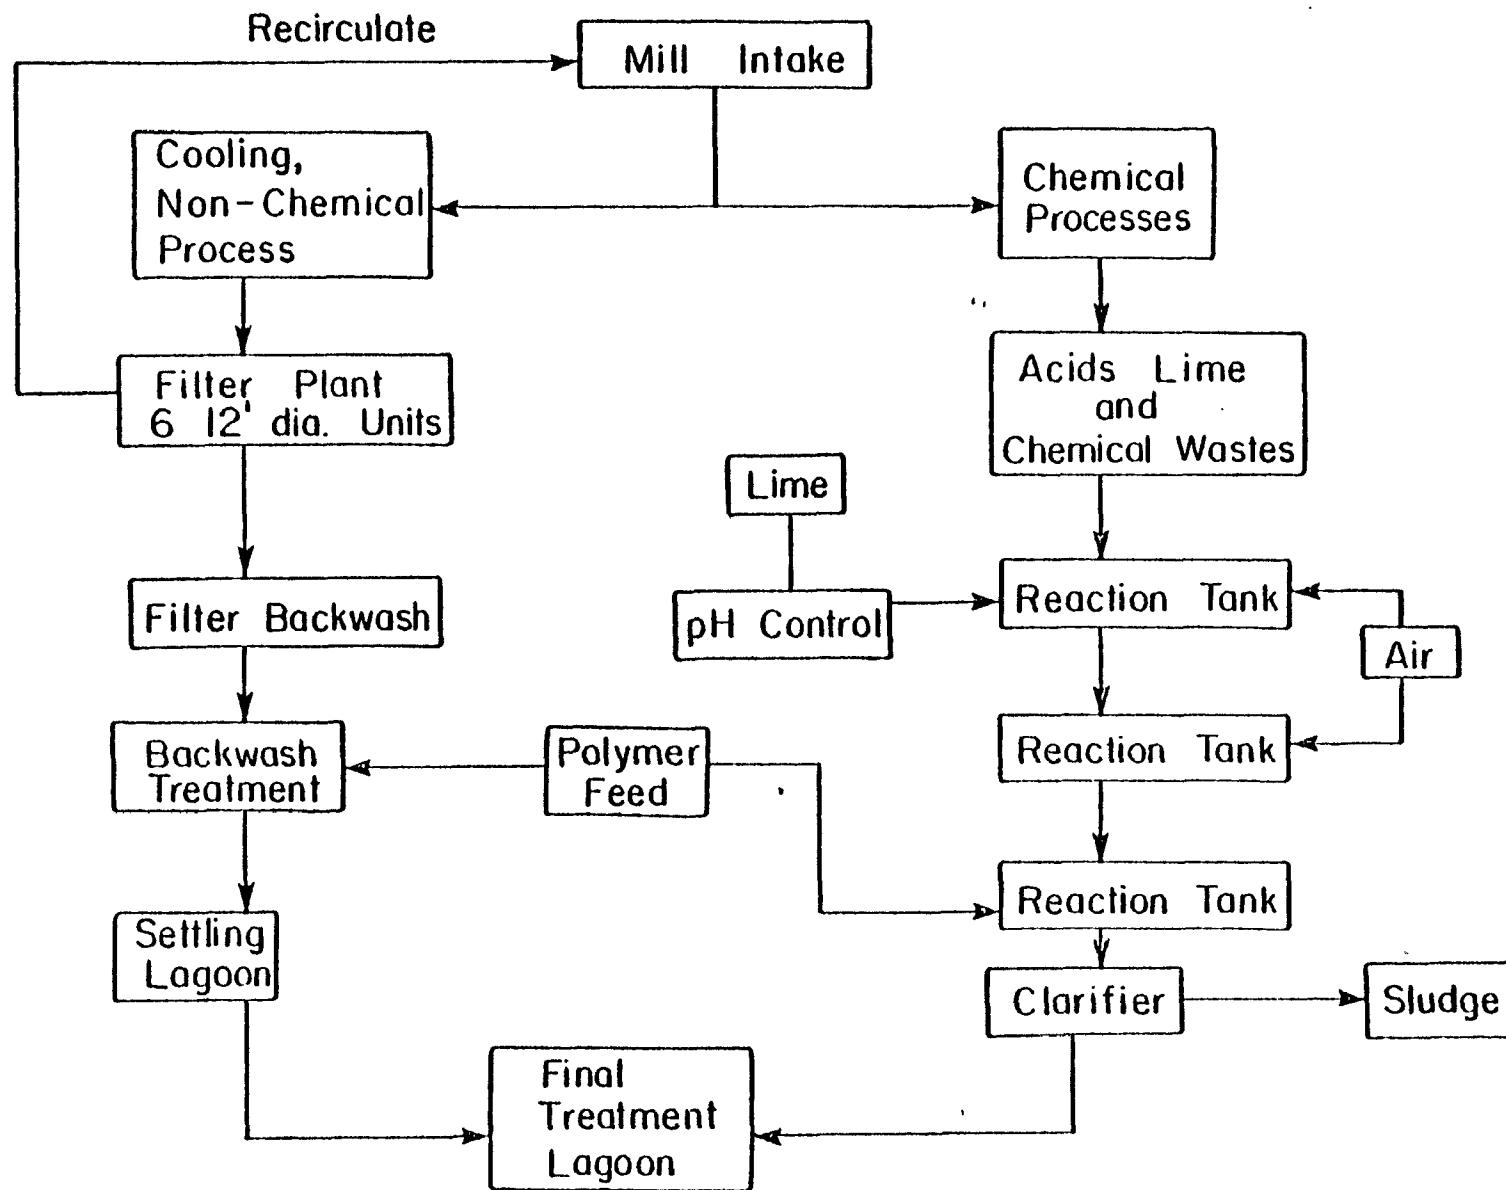 Recirculate
Mill Intake
Cooling,
Non-Chemical
Process
Chemical
Processes
Filter Plant
6 12' dia. Units
Acids Lime
and
Chemical Wastes
Lime
pH Control
Reaction Tank
Air
Filter Backwash
Backwash
Treatment
Polymer
Feed
Reaction Tank
Reaction Tank
Settling
Lagoon
Clarifier
Sludge
Final
Treatment
Lagoon